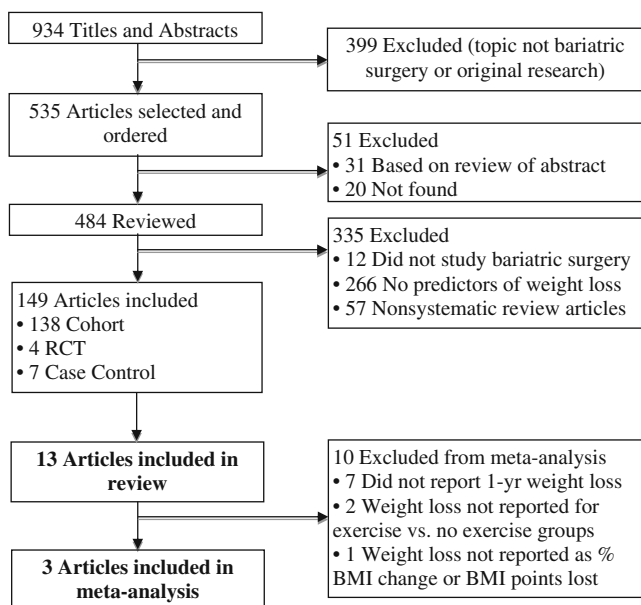 934 Titles and Abstracts
399 Excluded (topic not bariatric
surgery or original research)
535 Articles selected and
ordered
51 Excluded
• 31 Based on review of abstract
• 20 Not found
484 Reviewed
335 Excluded
• 12 Did not study bariatric surgery
• 266 No predictors of weight loss
• 57 Nonsystematic review articles
149 Articles included
• 138 Cohort
• 4 RCT
• 7 Case Control
13 Articles included in
review
10 Excluded from meta-analysis
• 7 Did not report 1-yr weight loss
• 2 Weight loss not reported for
exercise vs. no exercise groups
• 1 Weight loss not reported as %
BMI change or BMI points lost
3 Articles included in
meta-analysis